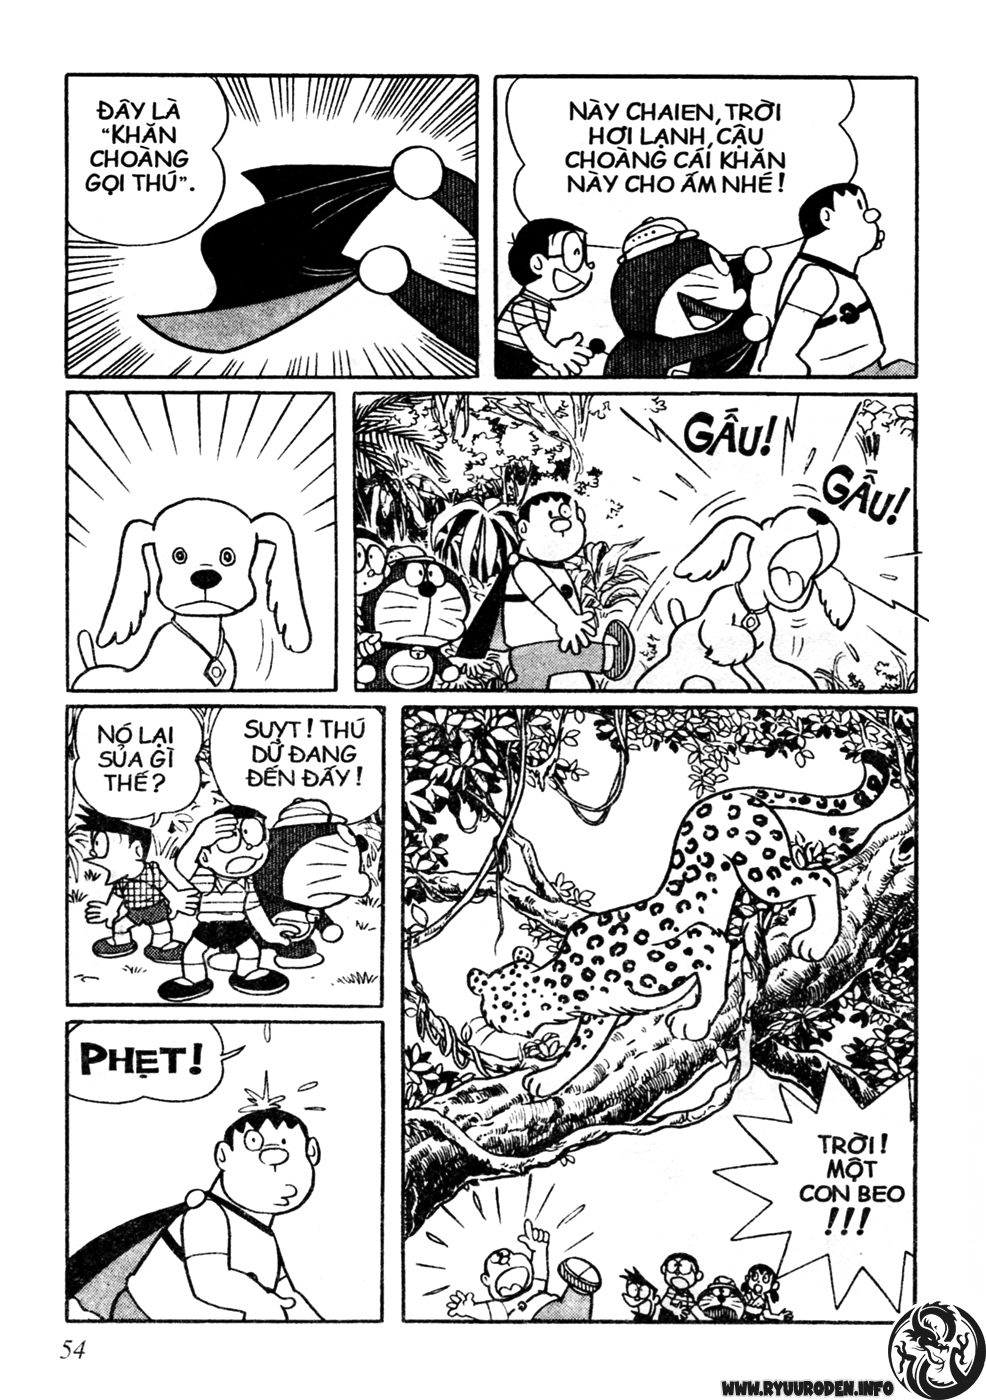 ĐÂY LÀ
“KHĂN
CHOÀNG
GỌI THÚ”.
NÀY CHAIEN, TRỜI
HƠI LẠNH, CẬU
CHOÀNG CÁI KHĂN
NÀY CHO ẤM NHÉ!
GẤU!
GẦU!
NÓ LẠI
SỦA GÌ
THẾ?
SUỴT! THÚ
DỮ ĐANG
ĐẾN ĐẤY!
PHẸT!
TRỜI!
MỘT
CON BEO
!!!
54
WWW.RYUURODEN.INFO